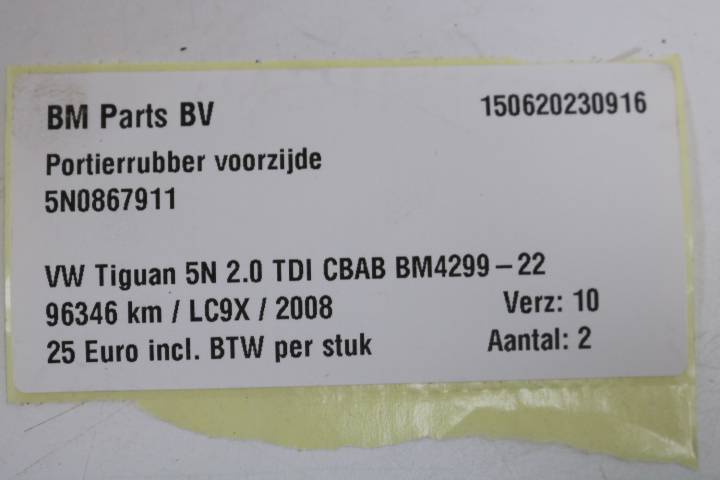 BM Parts BV 150620230916
Portierrubber voorzijde
5N0867911
VW Tiguan 5N 2.0 TDI CBAB BM4299-22
96346 km / LC9X / 2008 Verz: 10
25 Euro incl. BTW per stuk Aantal: 2